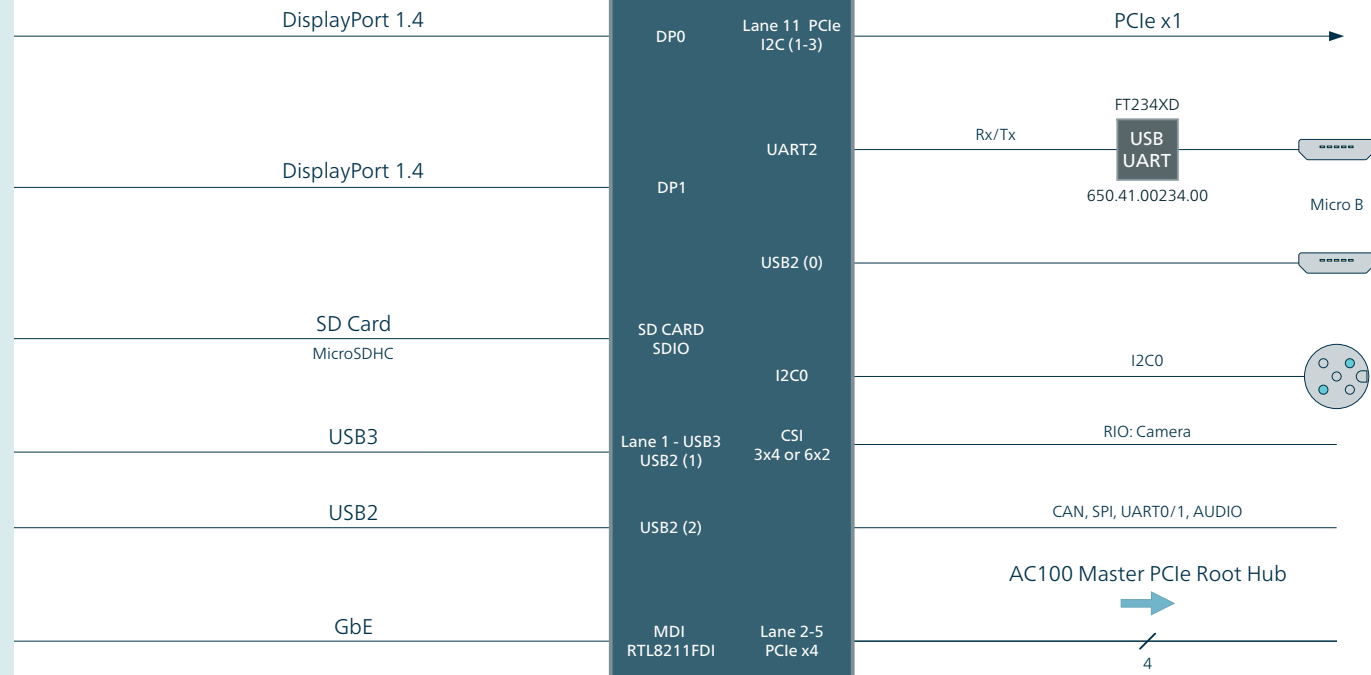 DisplayPort 1.4
DP0
Lane 11 PCIe
I2C (1-3)
PCIe x1
FT234XD
Rx/Tx
USB
UART
650.41.00234.00
UART2
Micro B
DisplayPort 1.4
DP1
USB2 (0)
SD Card
MicroSDHC
SD CARD
SDIO
I2C0
I2C0
USB3
Lane 1 - USB3
USB2 (1)
CSI
3x4 or 6x2
RIO: Camera
USB2
USB2 (2)
CAN, SPI, UART0/1, AUDIO
AC100 Master PCIe Root Hub
GbE
MDI
RTL8211FDI
Lane 2-5
PCIe x4
4